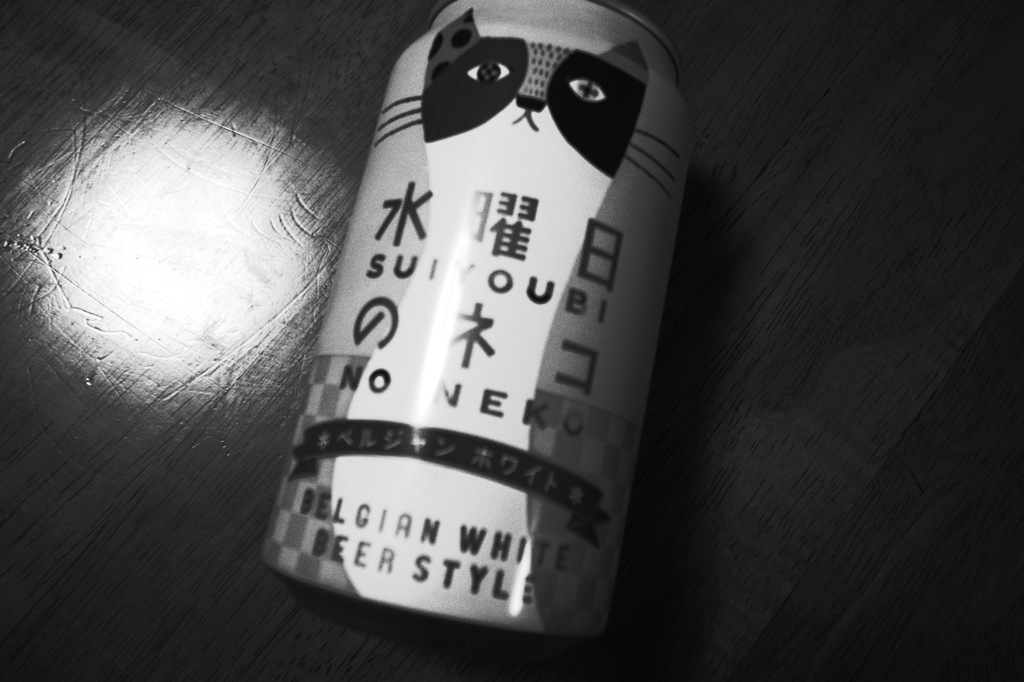 水曜日
SUIYOUBI
のネコ
NO NEKO
*ベルジャン ホワイト*
BELGIAN WHITE
BEER STYLE